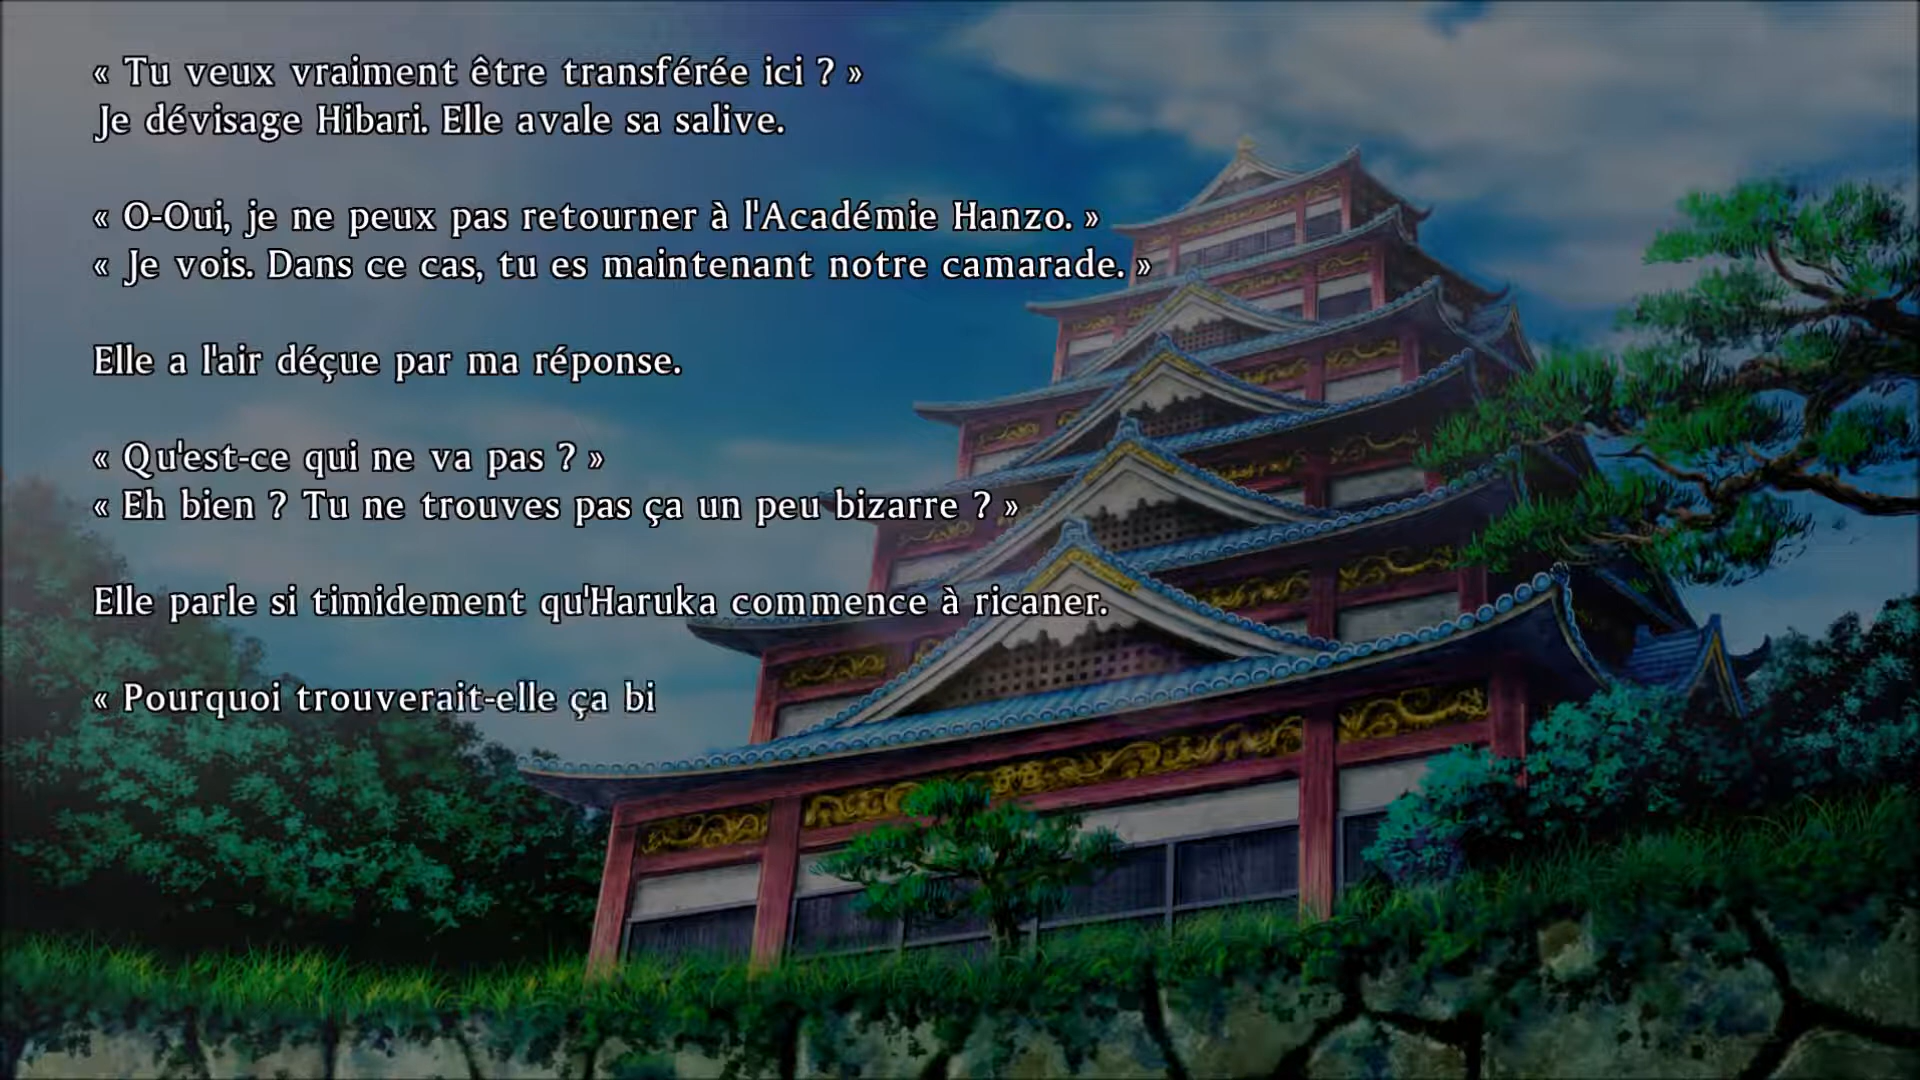 « Tu veux vraiment être transférée ici ? »
Je dévisage Hibari. Elle avale sa salive.
« O-Oui, je ne peux pas retourner à l'Académie Hanzo. »
« Je vois. Dans ce cas, tu es maintenant notre camarade. »
Elle a l'air déçue par ma réponse.
« Qu'est-ce qui ne va pas ? »
« Eh bien ? Tu ne trouves pas ça un peu bizarre ? »
Elle parle si timidement qu'Haruka commence à ricaner.
« Pourquoi trouverait-elle ça bi